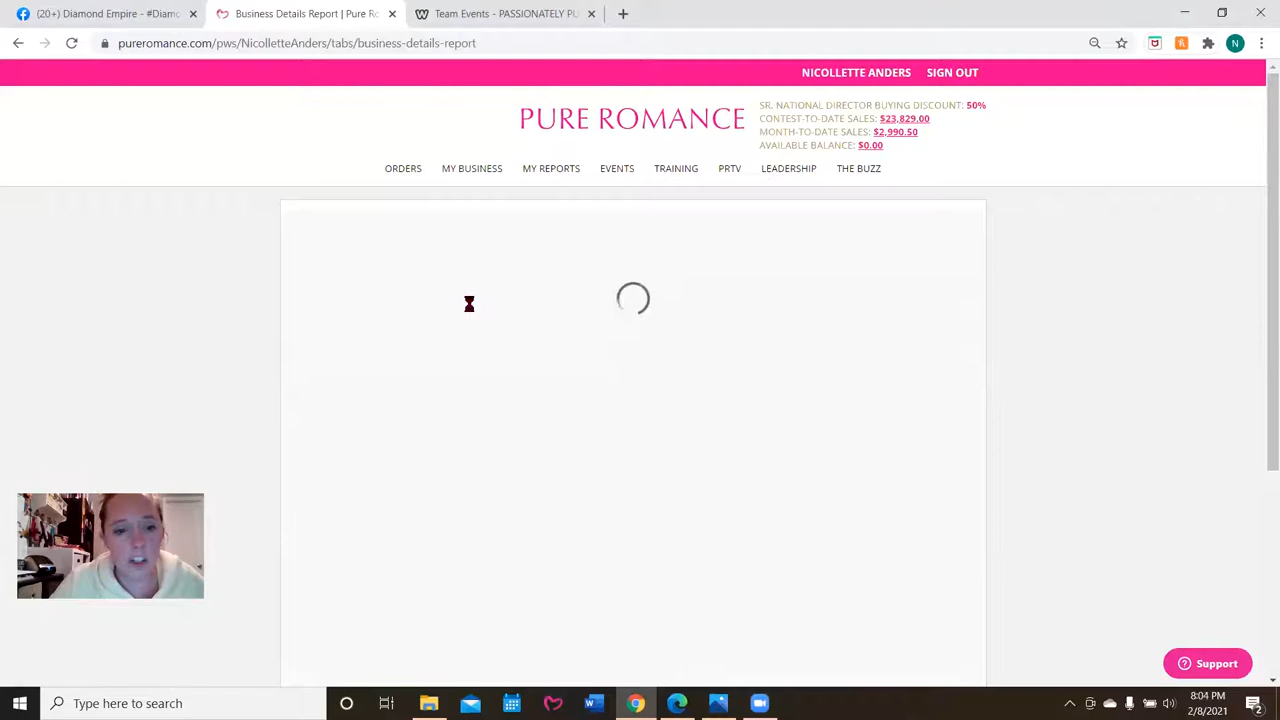 (20+) Diamond Empire - &Diamo
Business Details Report | Pure Ro
Team Events - PASSIONATELY PU
pureromance.com/pws/NicolletteAnders/tabs/business-details-report
N
NICOLLETTE ANDERS SIGN OUT
PURE ROMANCE
SR. NATIONAL DIRECTOR BUYING DISCOUNT: 50%
CONTEST-TO-DATE SALES: $23,829.00
MONTH-TO-DATE SALES: $2,990.50
AVAILABLE BALANCE: $0.00
ORDERS MY BUSINESS MY REPORTS EVENTS TRAINING PRTV LEADERSHIP THE BUZZ
Support
Type here to search
8:04 PM
2/8/2021
2